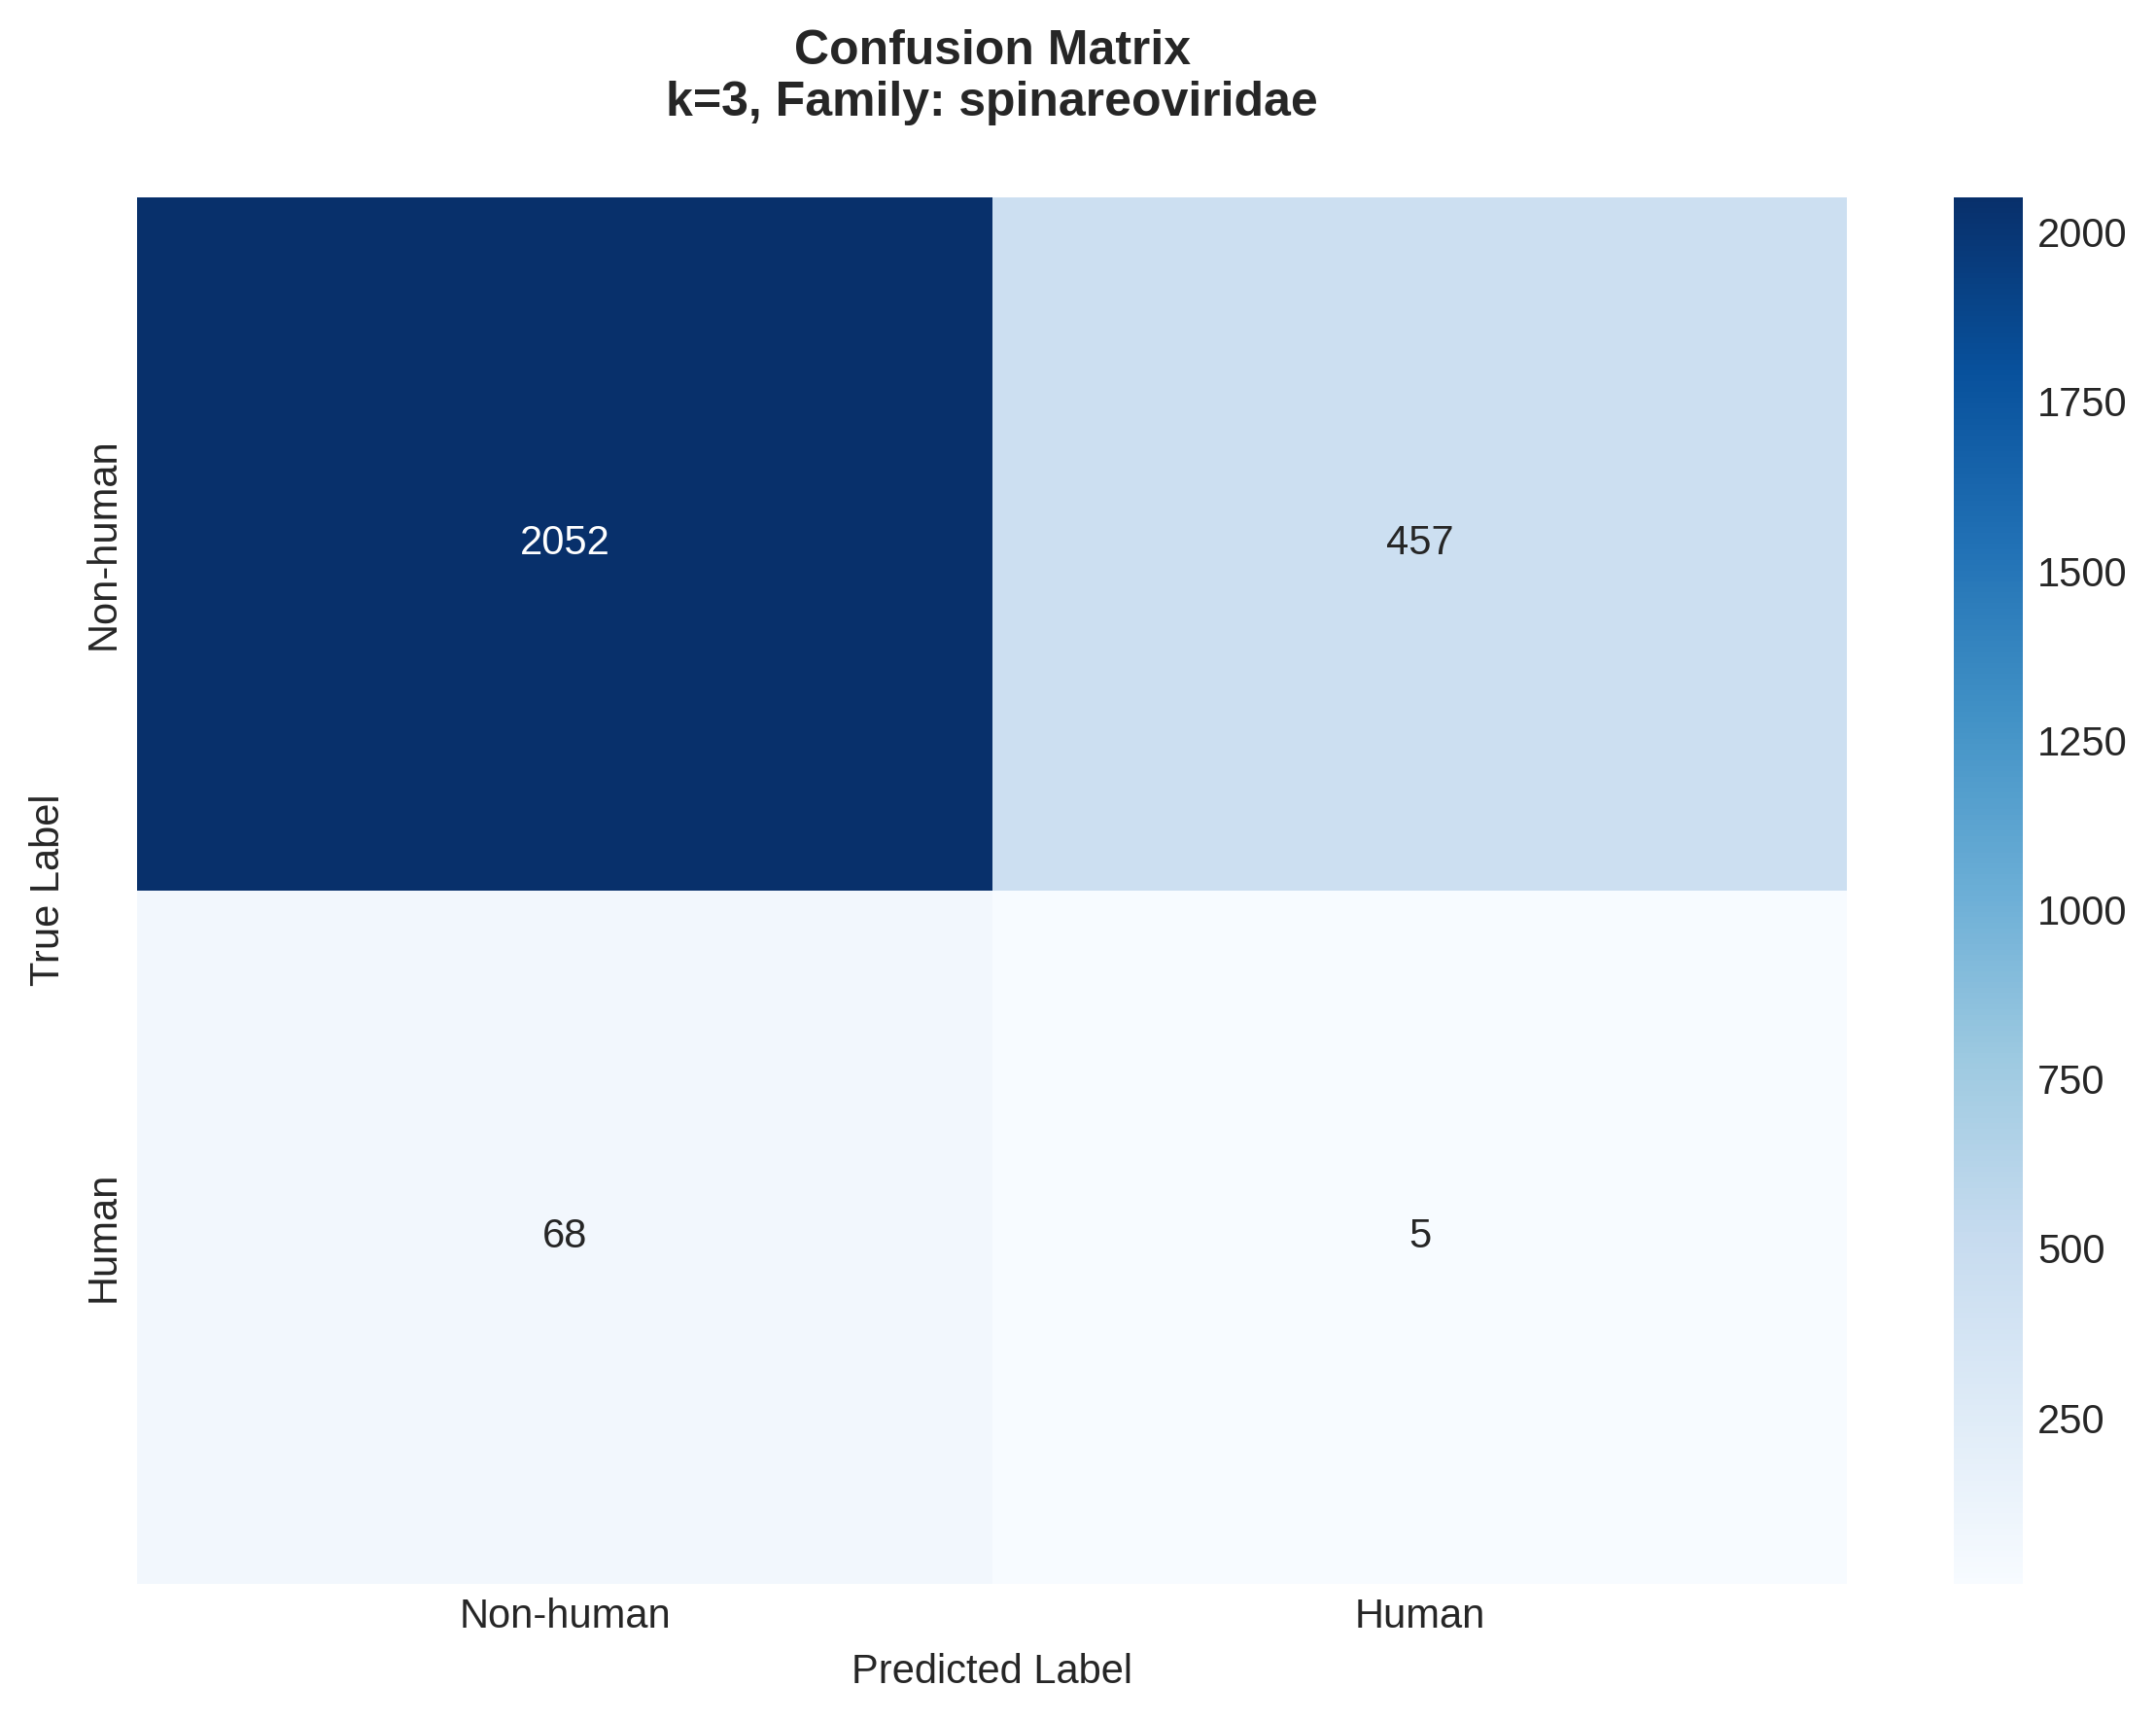 Confusion Matrix
k=3, Family: spinareoviridae
True Label
Non-human
Human
2052
457
68
5
Non-human
Human
Predicted Label
2000
1750
1500
1250
1000
750
500
250